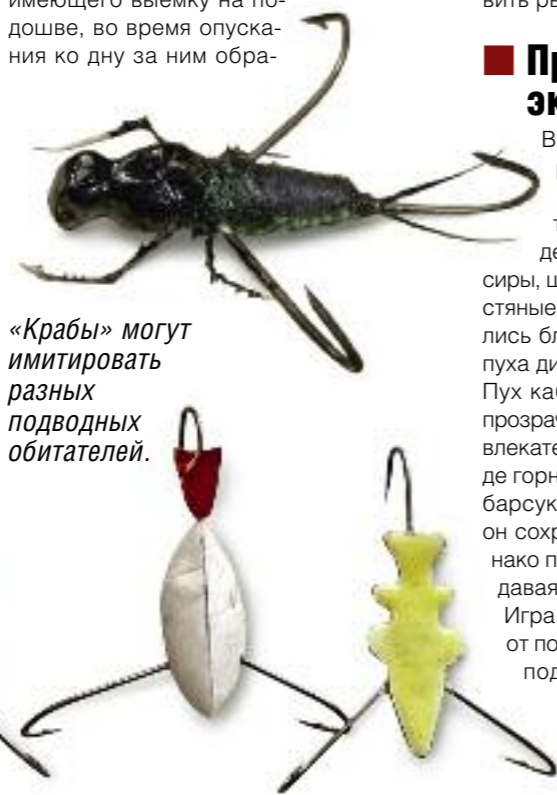 имеющего выемку на по-
дошве, во время опуска-
ния ко дну за ним обра-
«Крабы» могут
имитировать
разных
подводных
обитателей.
вить ры
Пр
эк
В
т
де
сиры, ш
стяные
лись бл
пуха ди
Пух каб
прозрач
влекате
де горн
барсук
он сохр
нако п
давая
Игра
от по
под